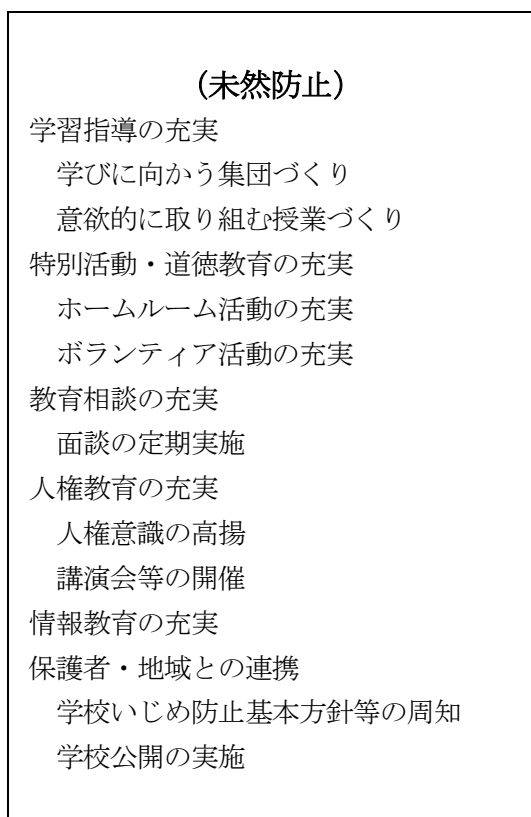 （未然防止）
学習指導の充実
学びに向かう集団づくり
意欲的に取り組む授業づくり
特別活動・道徳教育の充実
ホームルーム活動の充実
ボランティア活動の充実
教育相談の充実
面談の定期実施
人権教育の充実
人権意識の高揚
講演会等の開催
情報教育の充実
保護者・地域との連携
学校いじめ防止基本方針等の周知
学校公開の実施